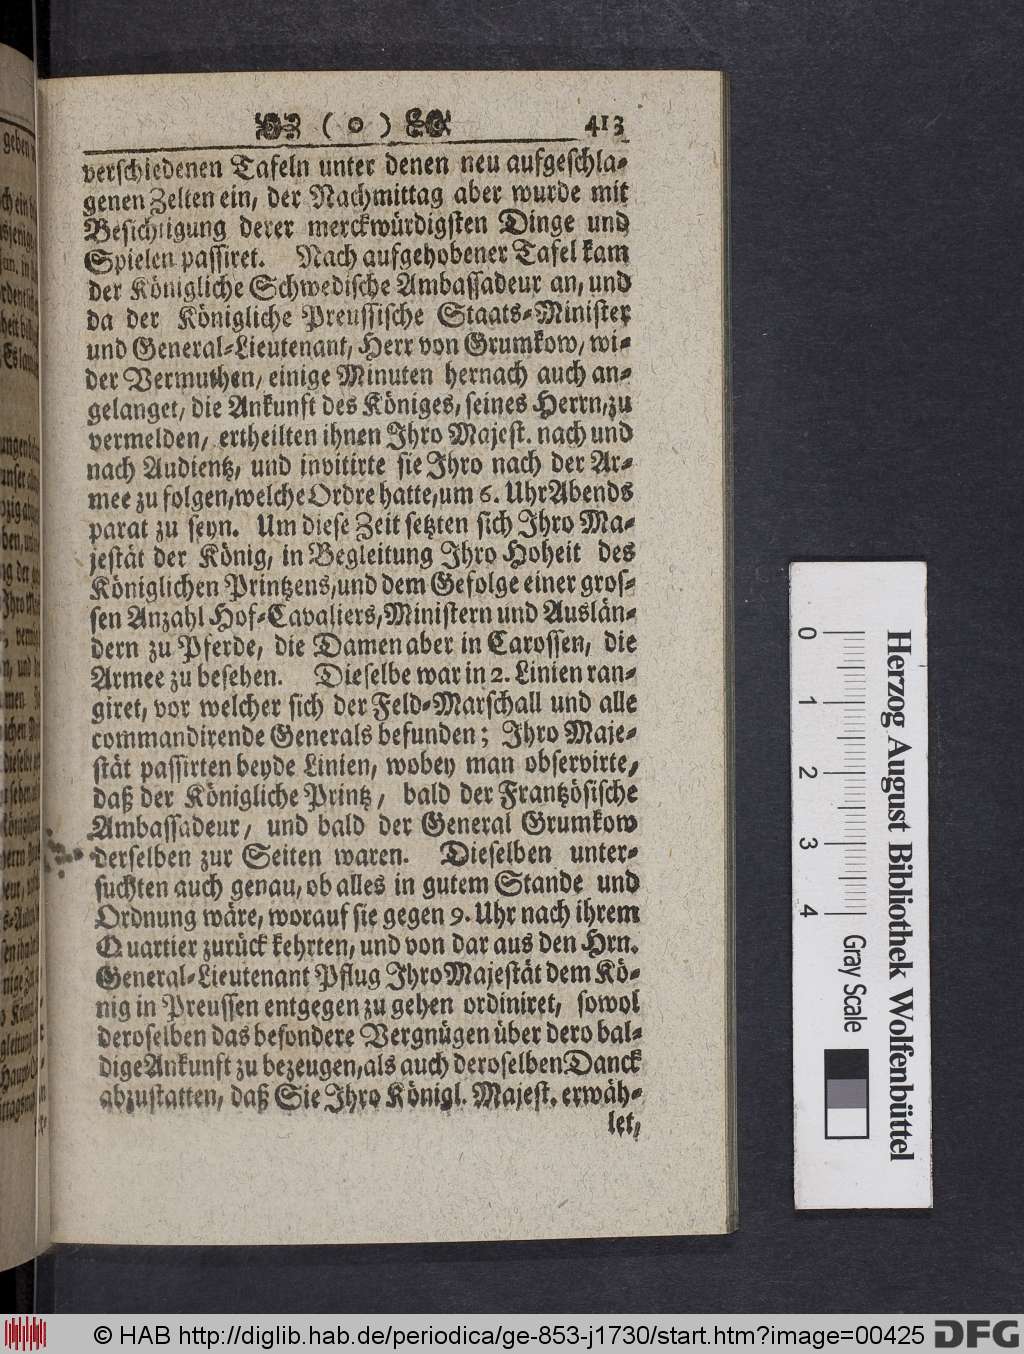 ( o ) 413
verschiedenen Tafeln unter denen neu aufgeschla-
genen Zelten ein, der Nachmittag aber wurde mit
Besichtigung derer merckwürdigsten Dinge und
Spielen passiret. Nach aufgehobener Tafel kam
der Königliche Schwedische Ambassadeur an, und
da der Königliche Preussische Staats-Minister
und General-Lieutenant, Herr von Grumkow, wi-
der Vermuthen, einige Minuten hernach auch an-
gelanget, die Ankunft des Königes, seines Herrn, zu
vermelden, ertheilten ihnen Ihro Majest. nach und
nach Audientz, und invitirte sie Ihro nach der Ar-
mee zu folgen, welche Ordre hatte, um 6. Uhr Abends
parat zu seyn. Um diese Zeit setzten sich Ihro Ma-
jestät der König, in Begleitung Ihro Hoheit des
Königlichen Printzens, und dem Gefolge einer gros-
sen Anzahl Hof-Cavaliers, Ministern und Auslän-
dern zu Pferde, die Damen aber in Carossen, die
Armee zu besehen. Dieselbe war in 2. Linien ran-
giret, vor welcher sich der Feld-Marschall und alle
commandirende Generals befunden; Ihro Maje-
stät passirten beyde Linien, wobey man observirte,
daß der Königliche Printz, bald der Frantzösische
Ambassadeur, und bald der General Grumkow
derselben zur Seiten waren. Dieselben unter-
suchten auch genau, ob alles in gutem Stande und
Ordnung wäre, worauf sie gegen 9. Uhr nach ihrem
Quartier zurück kehrten, und von dar aus den Hrn.
General-Lieutenant Pflug Ihro Majestät dem Kö-
nig in Preussen entgegen zu gehen ordiniret, sowol
deroselben das besondere Vergnügen über dero bal-
dige Ankunft zu bezeugen, als auch deroselben Danck
abzustatten, daß Sie Ihro Königl. Majest. erwäh-
let,
0 1 2 3 4
Gray Scale
Herzog August Bibliothek Wolfenbüttel
© HAB http://diglib.hab.de/periodica/ge-853-j1730/start.htm?image=00425 DFG